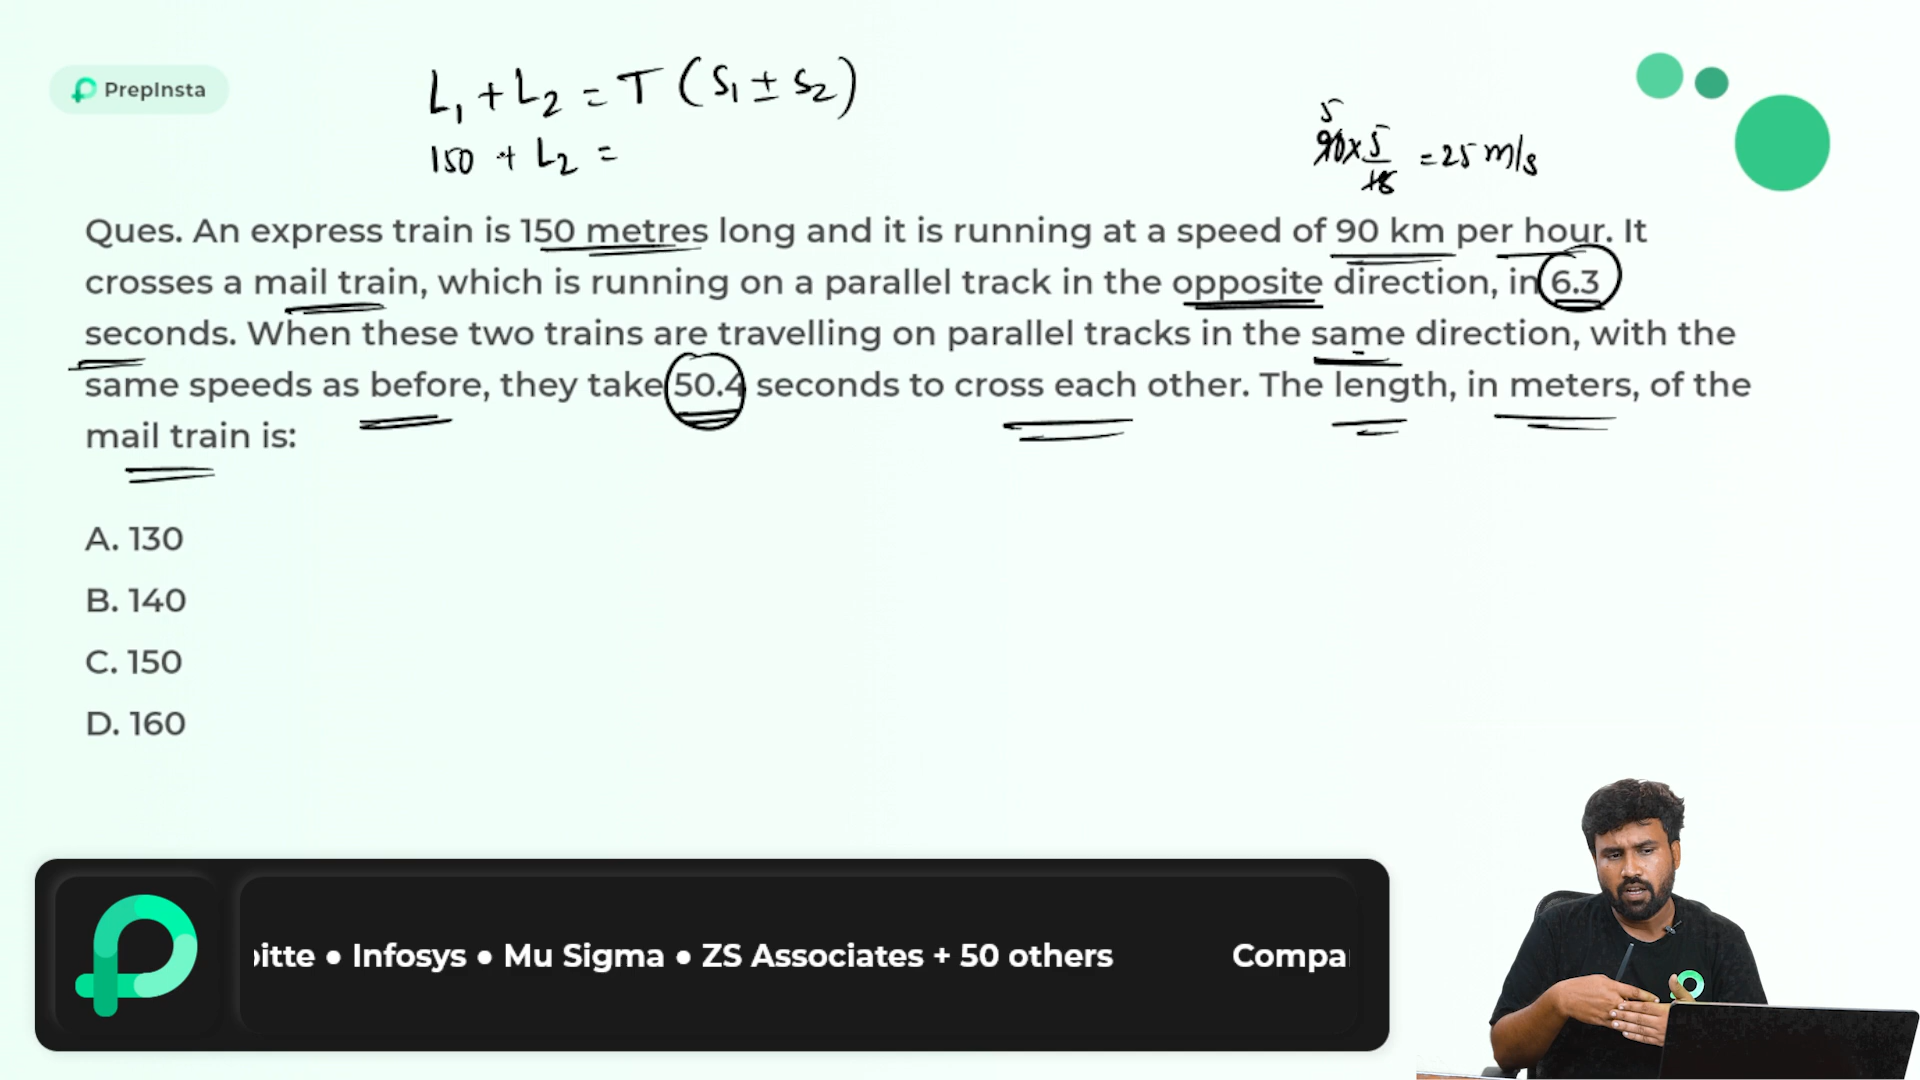 PrepInsta
L₁ + L₂ = T (S₁ ± S₂)
150 + L₂ =
5
90 × 5/18 = 25 m/s
Ques. An express train is 150 metres long and it is running at a speed of 90 km per hour. It
crosses a mail train, which is running on a parallel track in the opposite direction, in 6.3
seconds. When these two trains are travelling on parallel tracks in the same direction, with the
same speeds as before, they take 50.4 seconds to cross each other. The length, in meters, of the
mail train is:
A. 130
B. 140
C. 150
D. 160
itte ● Infosys ● Mu Sigma ● ZS Associates + 50 others Compa